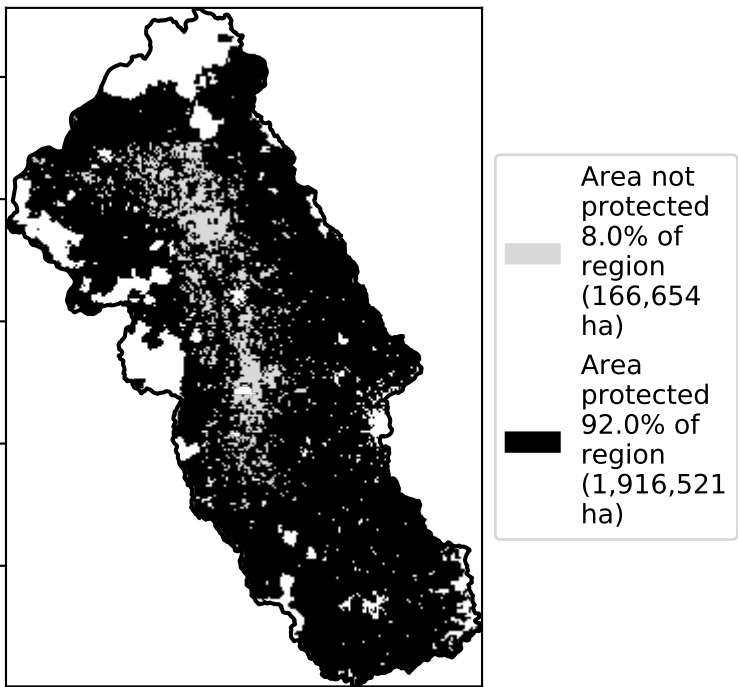 Area not
protected
8.0% of
region
(166,654
ha)
Area
protected
92.0% of
region
(1,916,521
ha)